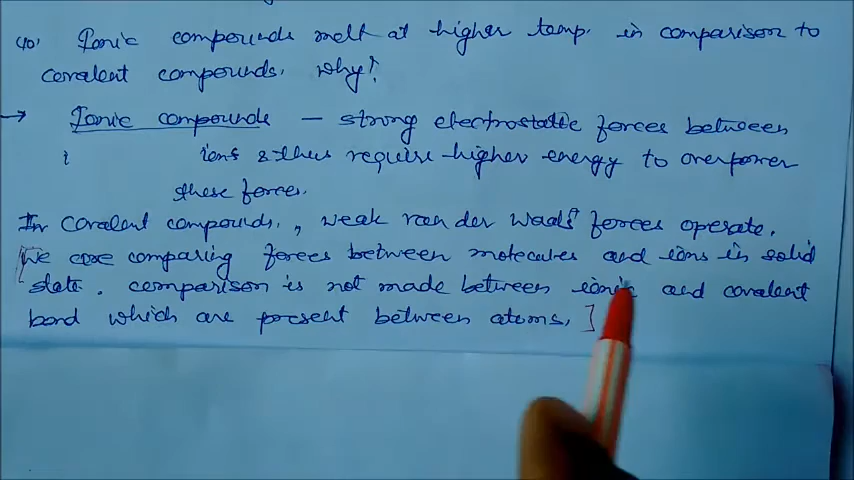 (10) Ionic compounds melt at higher temp. in comparison to
covalent compounds. why?
→ Ionic compounds — strong electrostatic forces between
i ions & thus require higher energy to overpower
these forces.
In covalent compounds, weak van der Waals' forces operate.
[We are comparing forces between molecules and ions in solid
state. comparison is not made between ionic and covalent
bond which are present between atoms.]